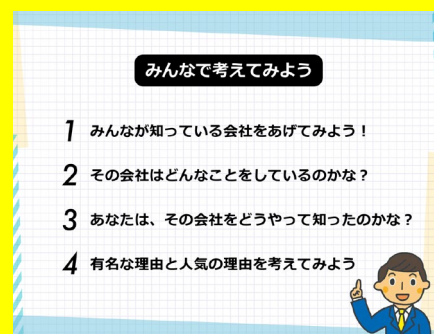 みんなで考えてみよう
1 みんなが知っている会社をあげてみよう！
2 その会社はどんなことをしているのかな？
3 あなたは、その会社をどうやって知ったのかな？
4 有名な理由と人気の理由を考えてみよう